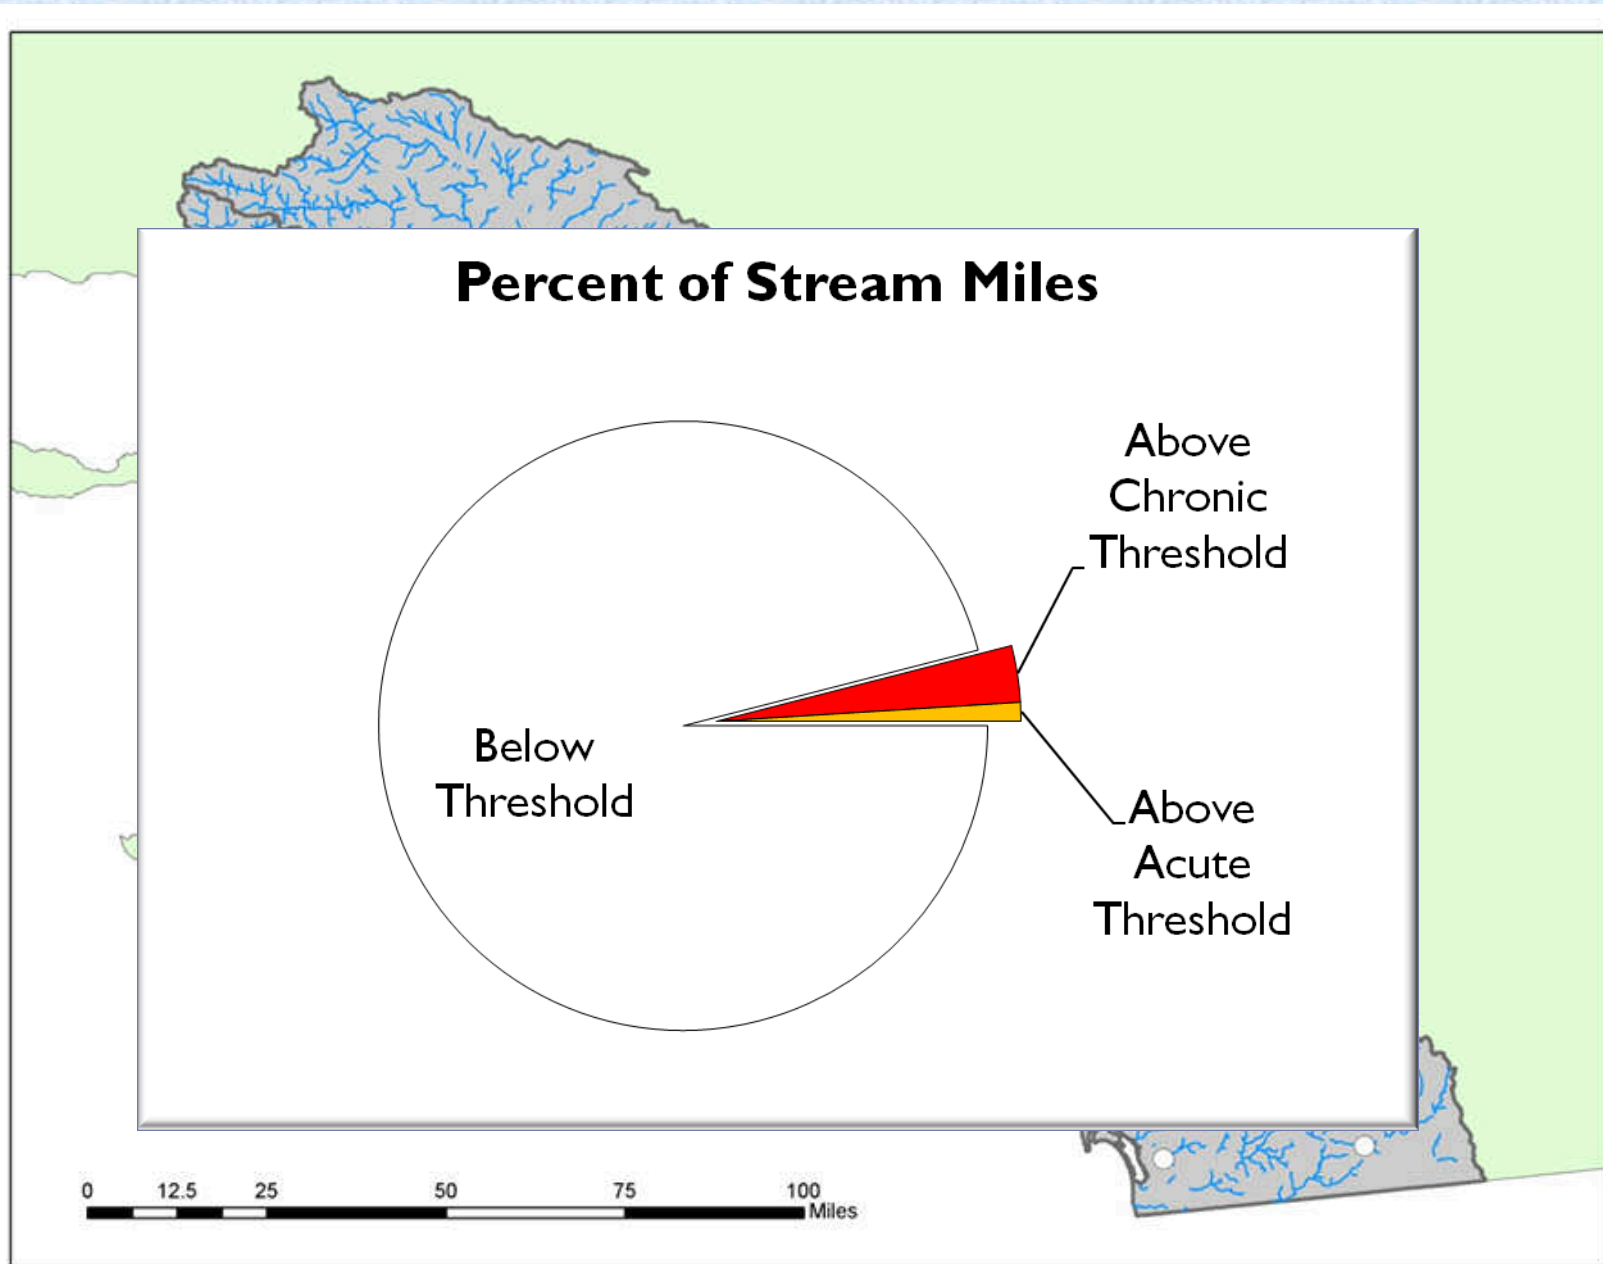 Percent of Stream Miles
Above
Chronic
Threshold
Below
Threshold
Above
Acute
Threshold
0 12.5 25 50 75 100
Miles